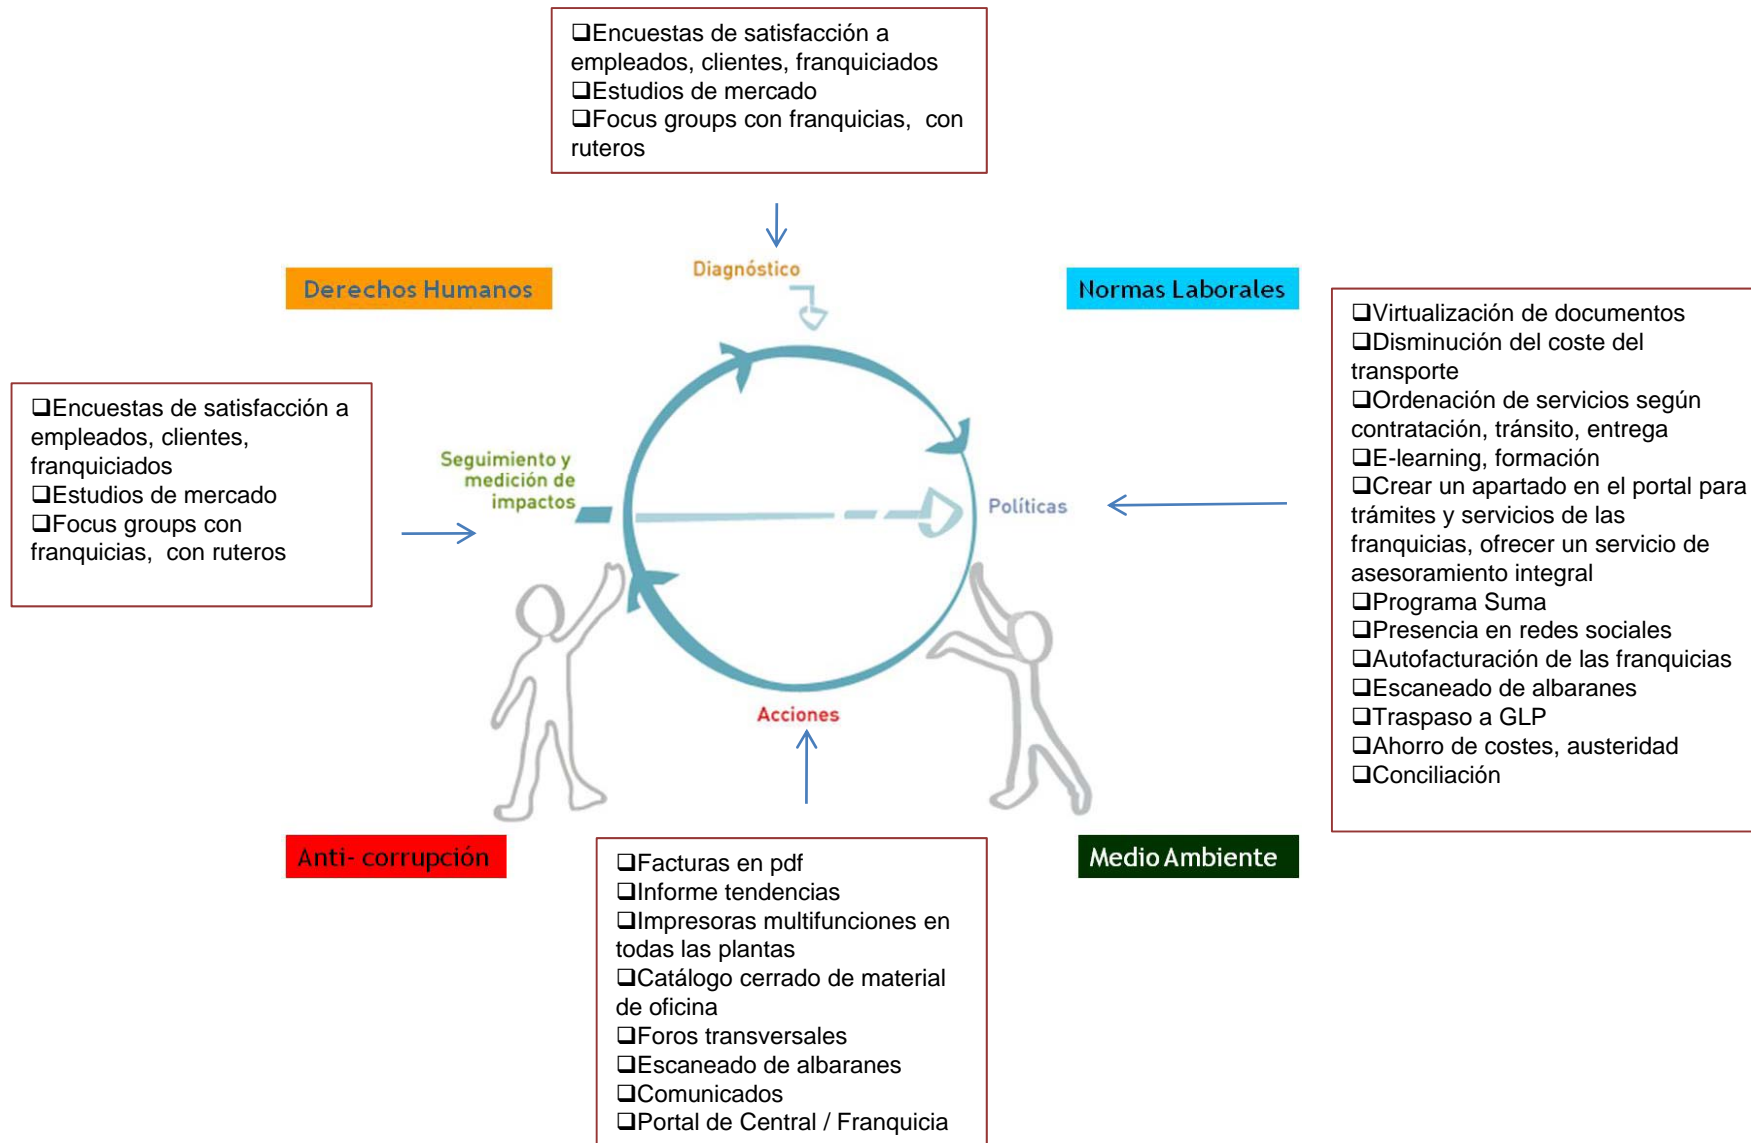 ❑Encuestas de satisfacción a
empleados, clientes, franquiciados
❑Estudios de mercado
❑Focus groups con franquicias,  con
ruteros
Derechos Humanos
Diagnóstico
Normas Laborales
❑Encuestas de satisfacción a
empleados, clientes,
franquiciados
❑Estudios de mercado
❑Focus groups con
franquicias,  con ruteros
Seguimiento y
medición de
impactos
Políticas
❑Virtualización de documentos
❑Disminución del coste del
transporte
❑Ordenación de servicios según
contratación, tránsito, entrega
❑E-learning, formación
❑Crear un apartado en el portal para
trámites y servicios de las
franquicias, ofrecer un servicio de
asesoramiento integral
❑Programa Suma
❑Presencia en redes sociales
❑Autofacturación de las franquicias
❑Escaneado de albaranes
❑Traspaso a GLP
❑Ahorro de costes, austeridad
❑Conciliación
Acciones
Anti- corrupción
❑Facturas en pdf
❑Informe tendencias
❑Impresoras multifunciones en
todas las plantas
❑Catálogo cerrado de material
de oficina
❑Foros transversales
❑Escaneado de albaranes
❑Comunicados
❑Portal de Central / Franquicia
Medio Ambiente